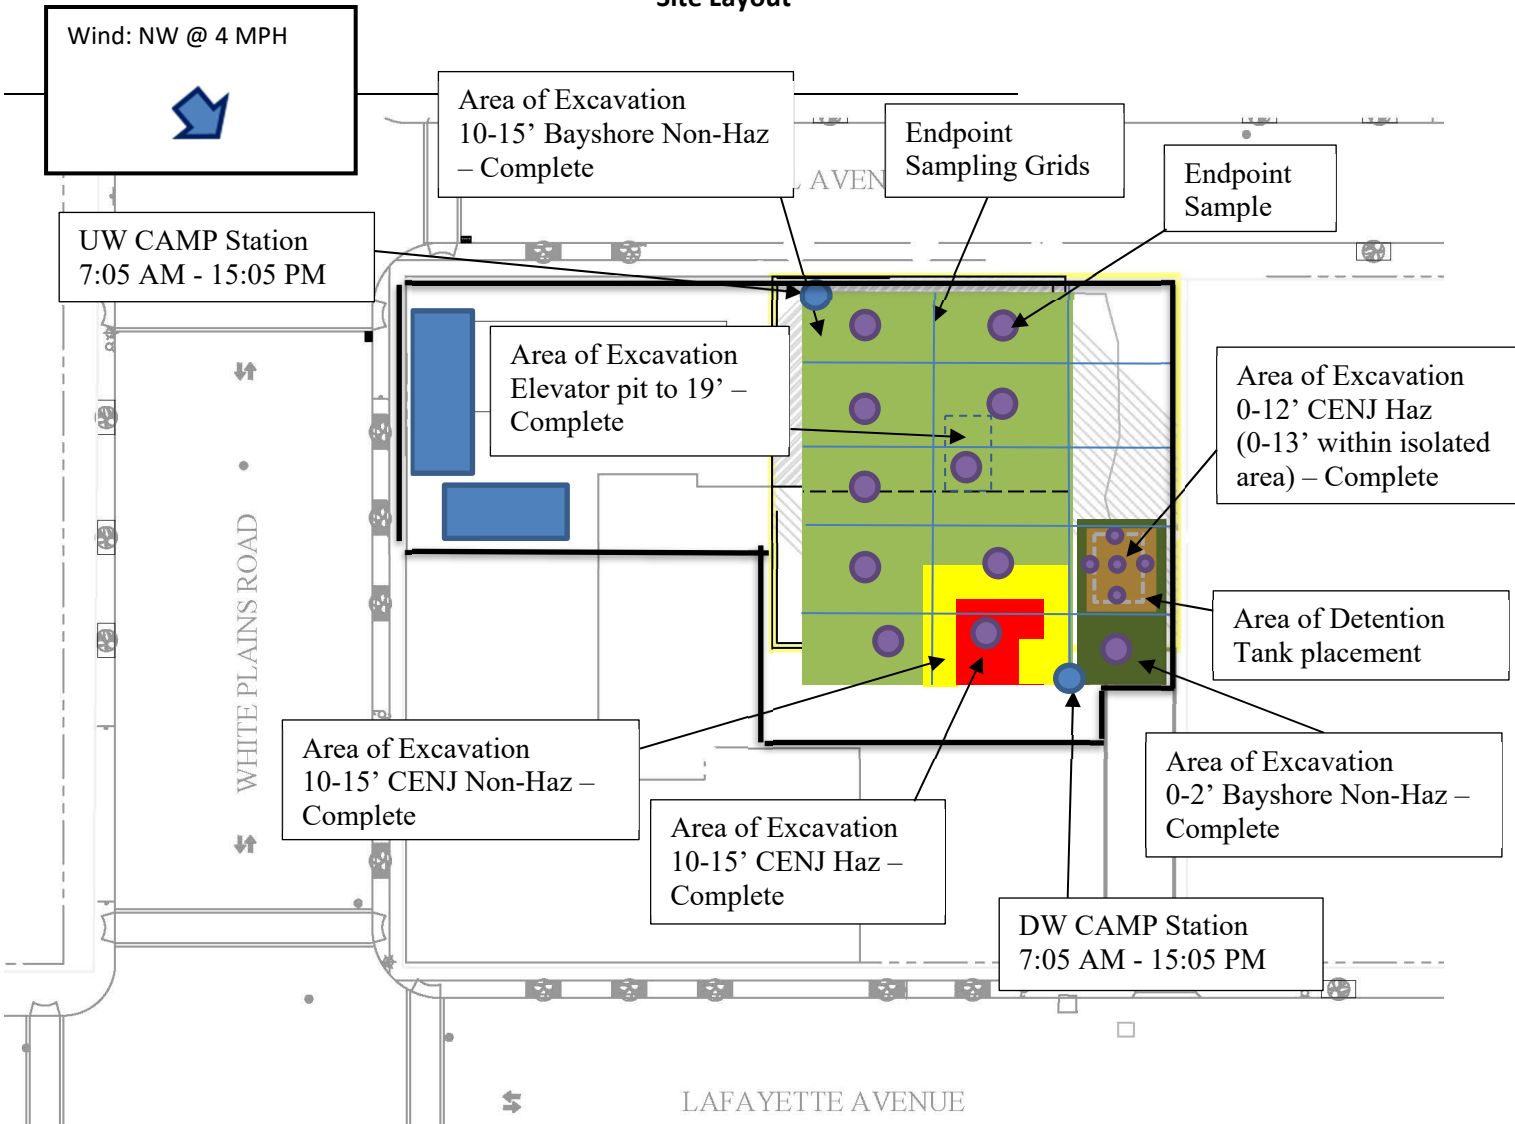 Site Layout
Wind: NW @ 4 MPH
Area of Excavation
10-15’ Bayshore Non-Haz
– Complete
Endpoint
Sampling Grids
Endpoint
Sample
AVEN
UW CAMP Station
7:05 AM - 15:05 PM
Area of Excavation
Elevator pit to 19’ –
Complete
Area of Excavation
0-12’ CENJ Haz
(0-13’ within isolated
area) – Complete
WHITE PLAINS ROAD
Area of Detention
Tank placement
Area of Excavation
10-15’ CENJ Non-Haz –
Complete
Area of Excavation
10-15’ CENJ Haz –
Complete
Area of Excavation
0-2’ Bayshore Non-Haz –
Complete
DW CAMP Station
7:05 AM - 15:05 PM
LAFAYETTE AVENUE